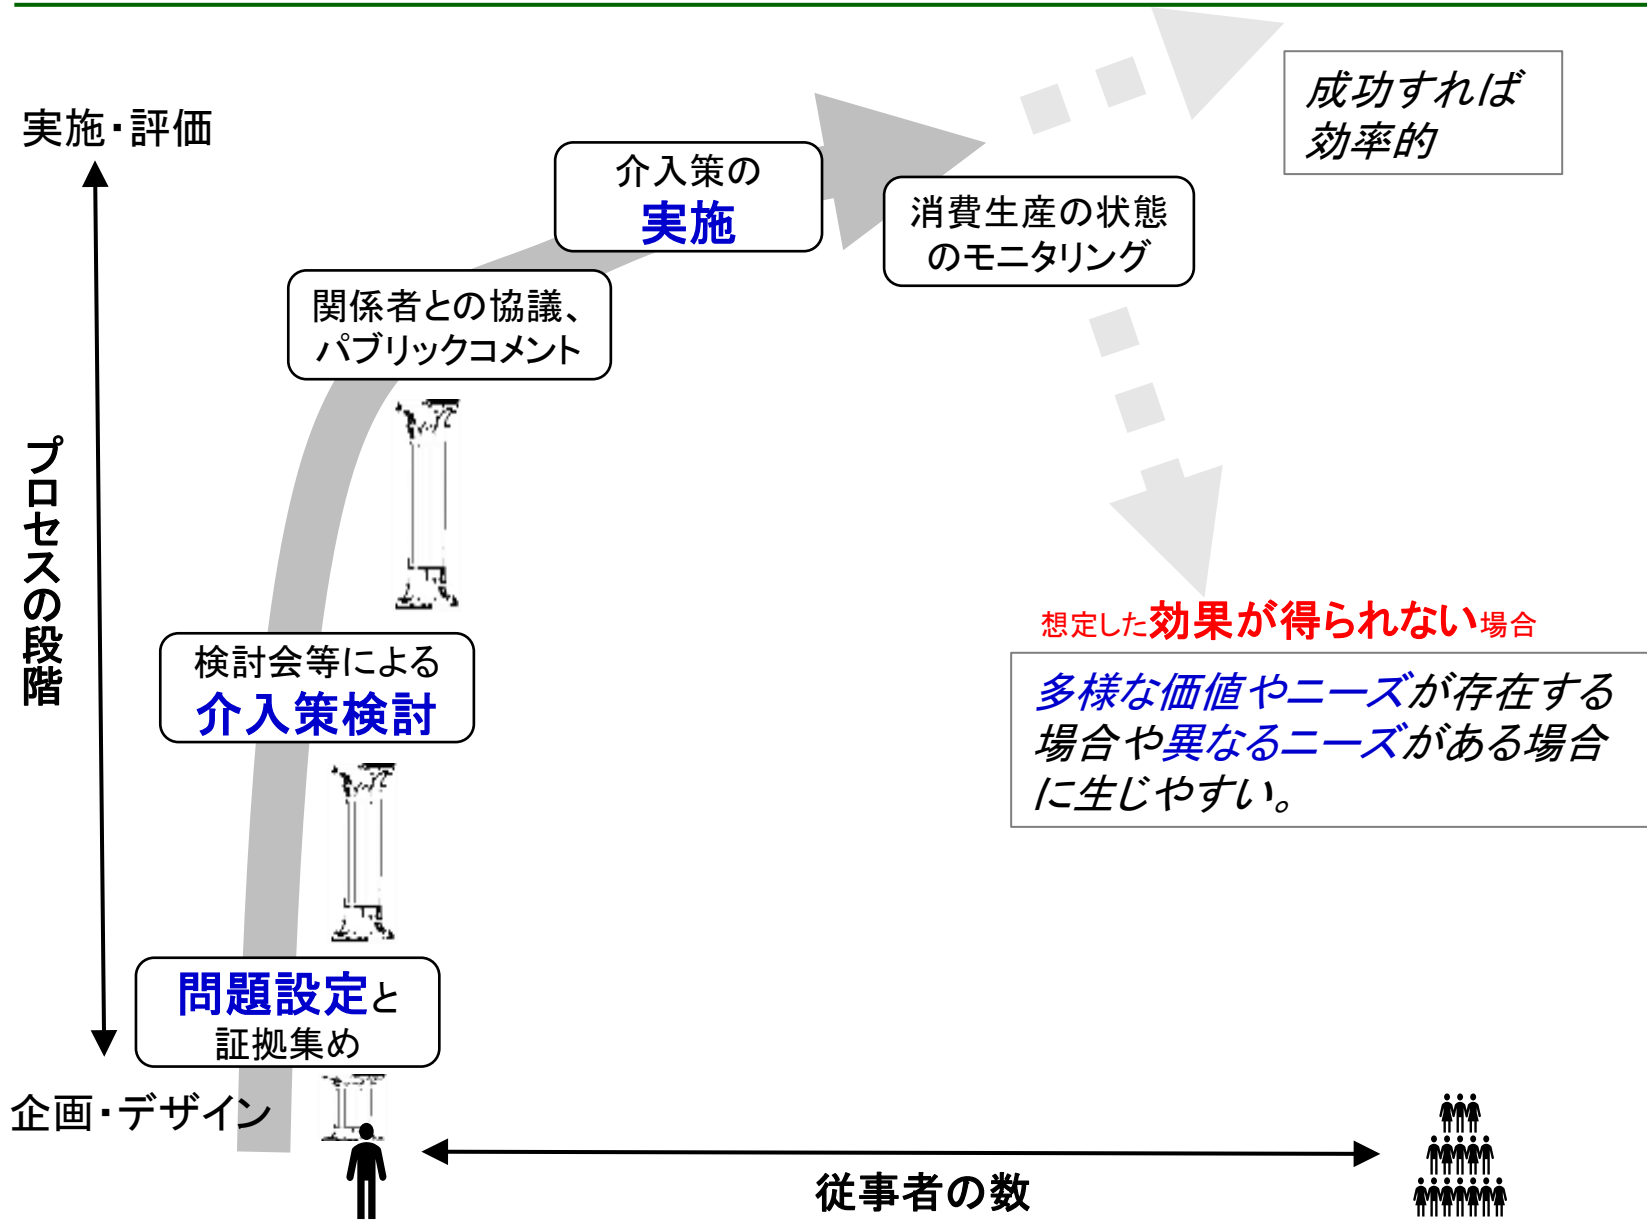 成功すれば
効率的
実施・評価
介入策の
実施
消費生産の状態
のモニタリング
関係者との協議、
パブリックコメント
プロセスの段階
想定した効果が得られない場合
検討会等による
介入策検討
多様な価値やニーズが存在する
場合や異なるニーズがある場合
に生じやすい。
問題設定と
証拠集め
企画・デザイン
従事者の数